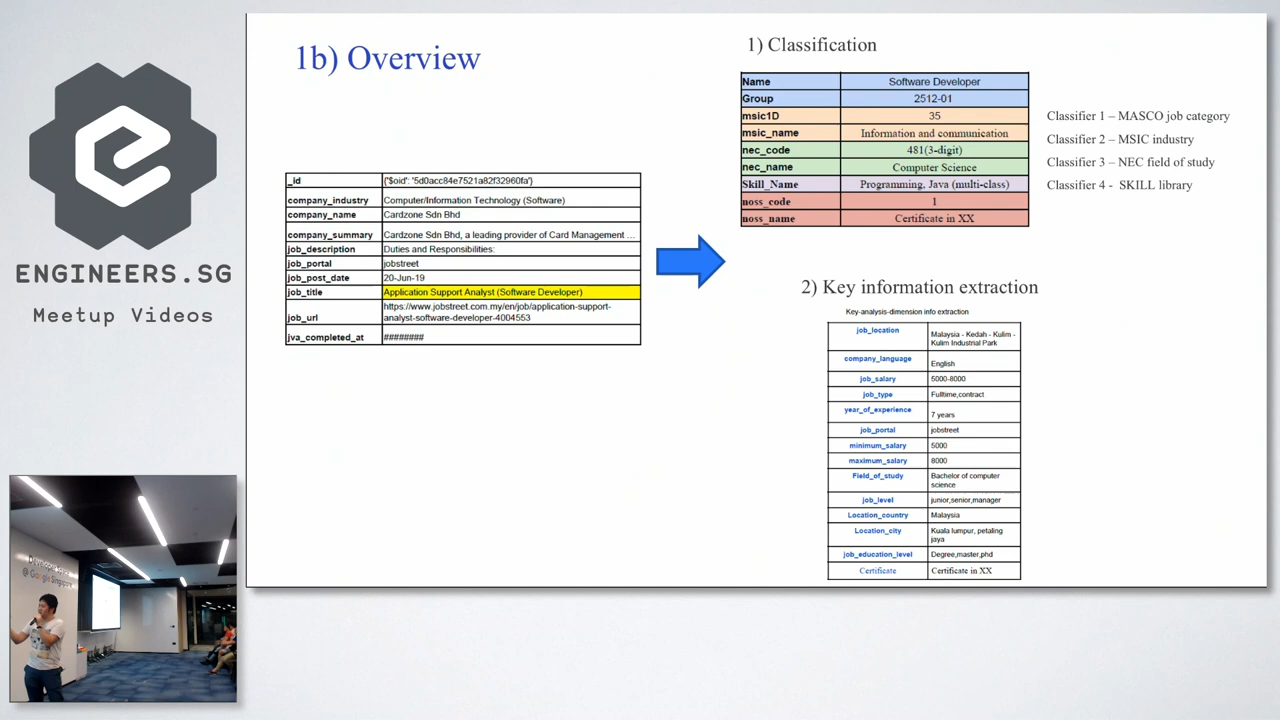 ENGINEERS.SG
Meetup Videos
1b) Overview
_id {'$oid': '5d0acc84e7521a82f32960fa'}
company_industry Computer/Information Technology (Software)
company_name Cardzone Sdn Bhd
company_summary Cardzone Sdn Bhd, a leading provider of Card Management ...
job_description Duties and Responsibilities:
job_portal jobstreet
job_post_date 20-Jun-19
job_title Application Support Analyst (Software Developer)
https://www.jobstreet.com.my/en/job/application-support-
job_url analyst-software-developer-4004553
jva_completed_at ########
1) Classification
Name Software Developer
Group 2512-01
msic1D 35
msic_name Information and communication
nec_code 481(3-digit)
nec_name Computer Science
Skill_Name Programming, Java (multi-class)
noss_code 1
noss_name Certificate in XX
Classifier 1 – MASCO job category
Classifier 2 – MSIC industry
Classifier 3 – NEC field of study
Classifier 4 - SKILL library
2) Key information extraction
Key-analysis-dimension info extraction
job_location Malaysia - Kedah - Kulim -
Kulim Industrial Park
company_language English
job_salary 5000-8000
job_type Fulltime,contract
year_of_experience 7 years
job_portal jobstreet
minimum_salary 5000
maximum_salary 8000
Field_of_study Bachelor of computer
science
job_level junior,senior,manager
Location_country Malaysia
Location_city Kuala lumpur, petaling
jaya
job_education_level Degree,master,phd
Certificate Certificate in XX
@ Google Singapore